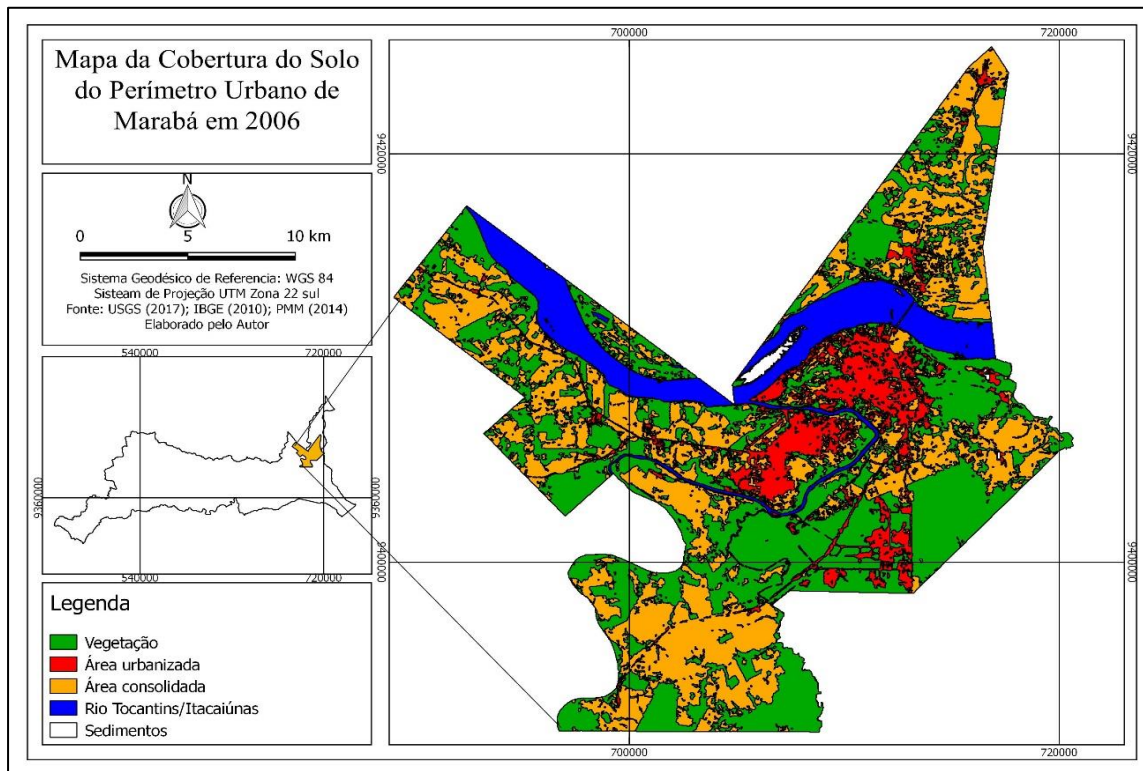 Mapa da Cobertura do Solo
do Perímetro Urbano de
Marabá em 2006
N
0 5 10 km
Sistema Geodésico de Referencia: WGS 84
Sisteam de Projeção UTM Zona 22 sul
Fonte: USGS (2017); IBGE (2010); PMM (2014)
Elaborado pelo Autor
540000 720000
9360000 9360000
540000 720000
Legenda
Vegetação
Área urbanizada
Área consolidada
Rio Tocantins/Itacaiúnas
Sedimentos
700000 720000
9420000 9420000
9400000 9400000
700000 720000